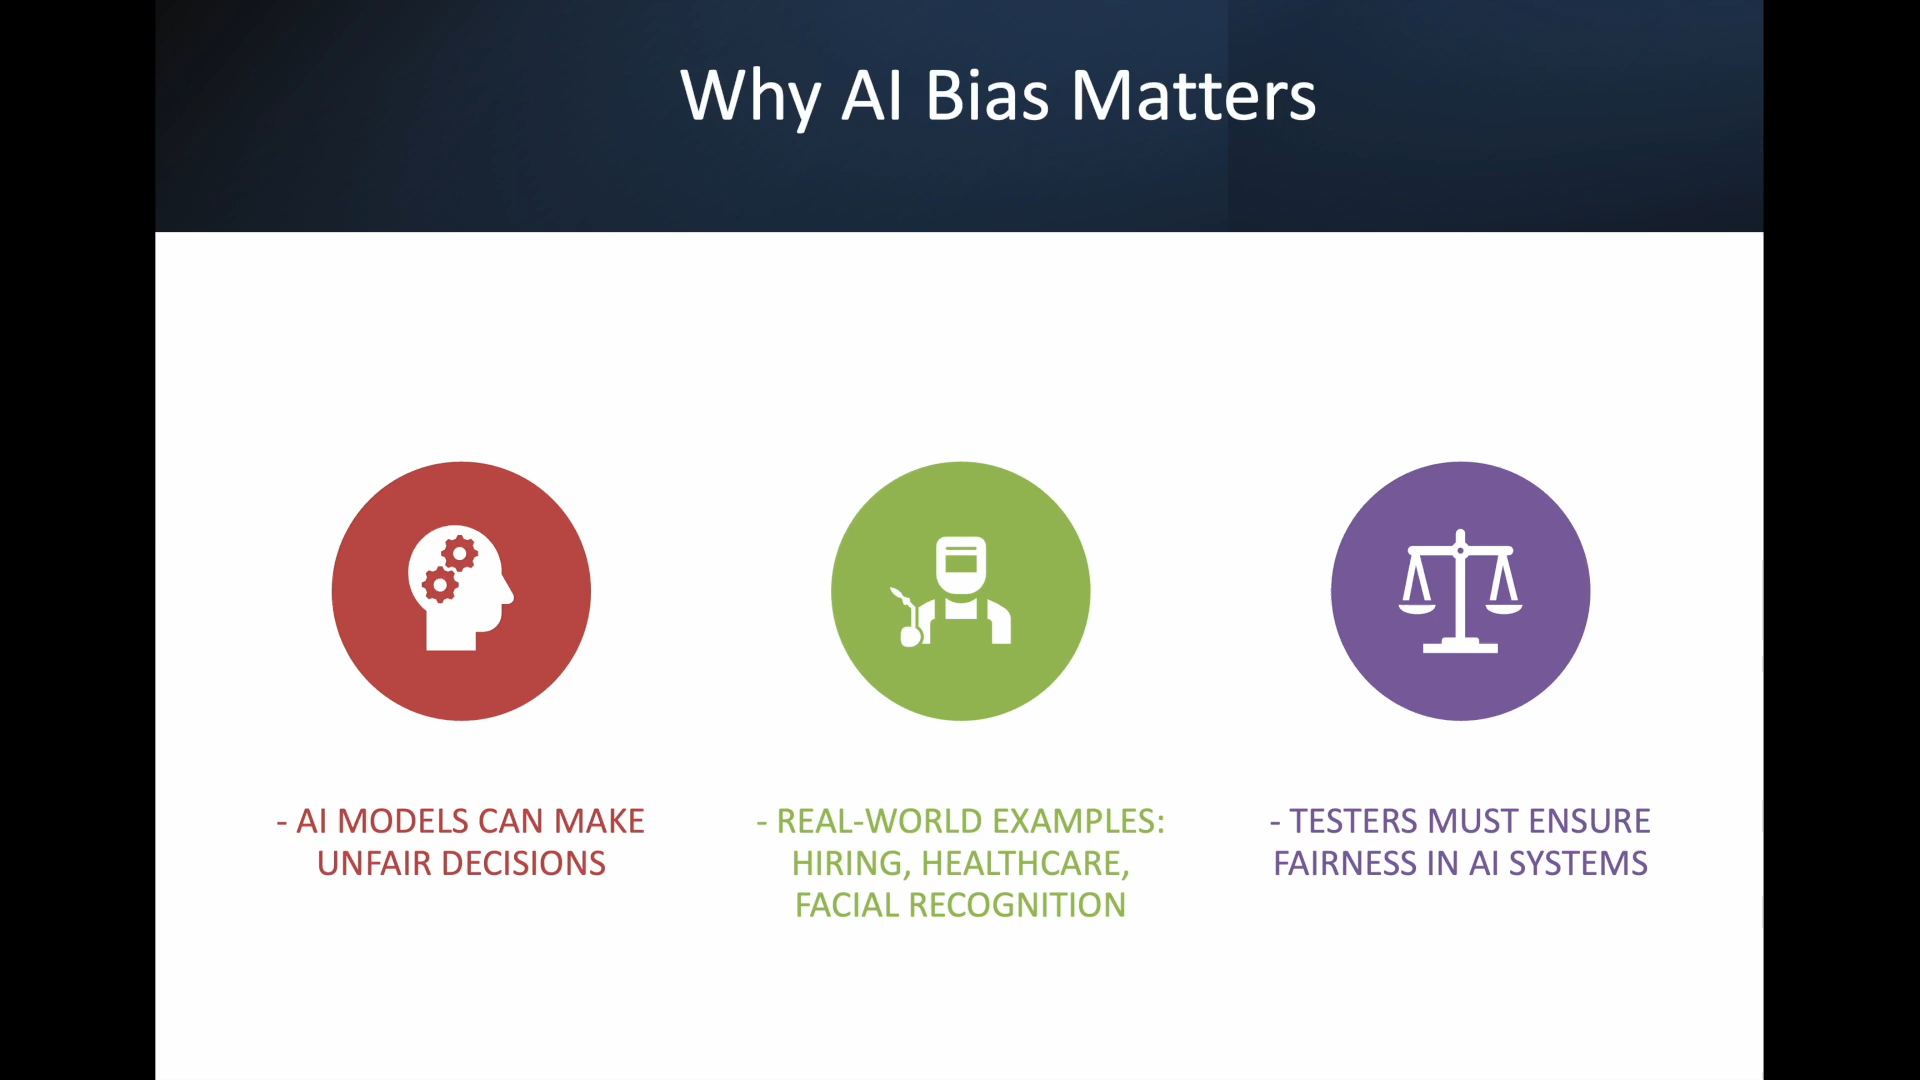 Why AI Bias Matters
- AI MODELS CAN MAKE
UNFAIR DECISIONS
- REAL-WORLD EXAMPLES:
HIRING, HEALTHCARE,
FACIAL RECOGNITION
- TESTERS MUST ENSURE
FAIRNESS IN AI SYSTEMS